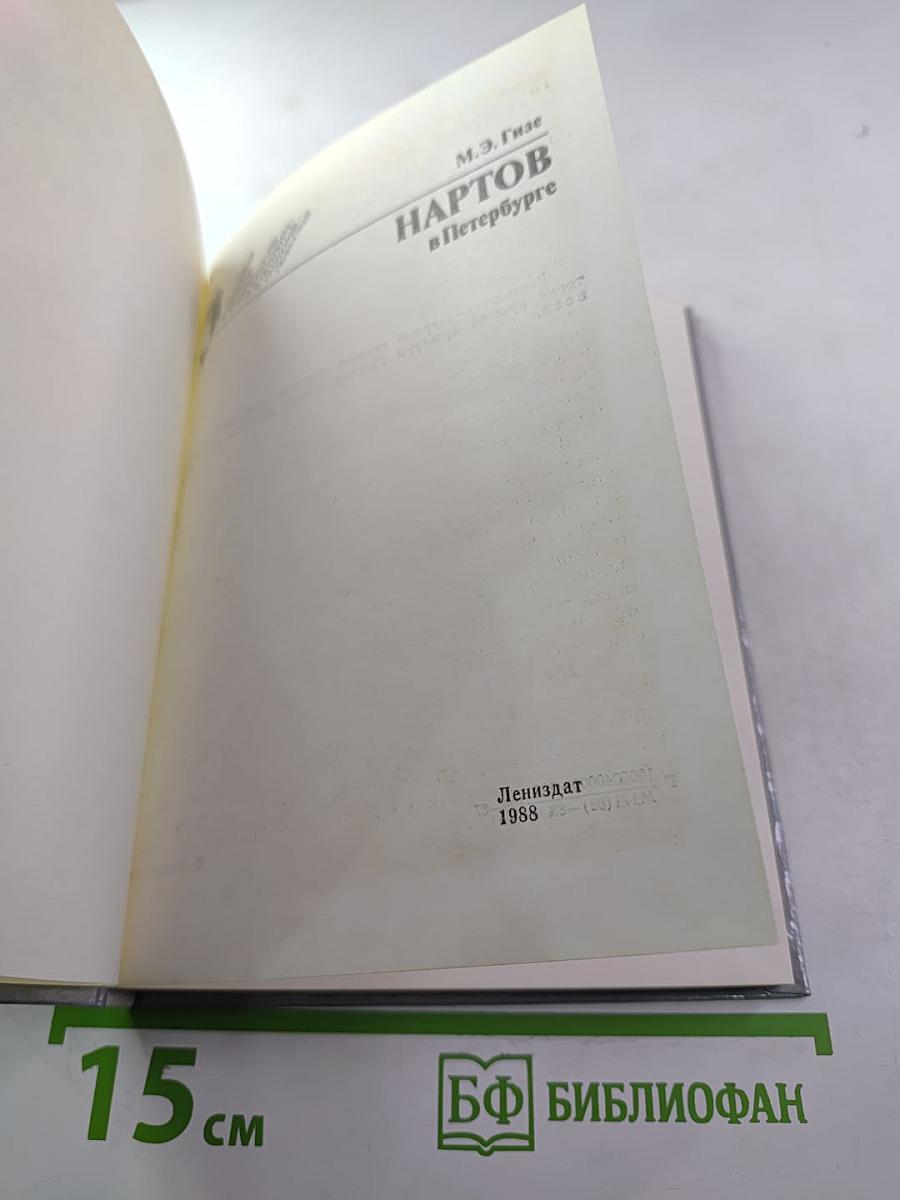 М.Э. Гизе
НАРТОВ
в Петербурге
Лениздат
1988
15 см
БФ БИБЛИОФАН